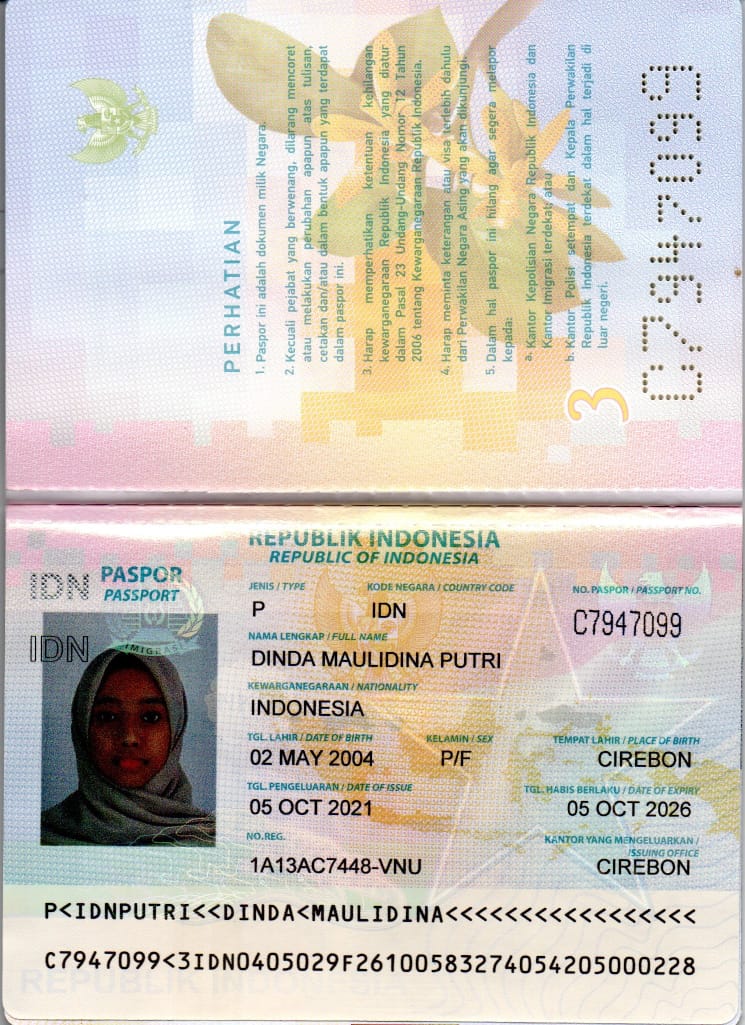 PERHATIAN
1. Paspor ini adalah dokumen milik Negara.
2. Kecuali pejabat yang berwenang, dilarang mencoret
atau melakukan perubahan apapun atas tulisan,
cetakan dan/atau dalam bentuk apapun yang terdapat
dalam paspor ini.
3. Harap memperhatikan ketentuan kehilangan
kewarganegaraan Republik Indonesia yang diatur
dalam Pasal 23 Undang-Undang Nomor 12 Tahun
2006 tentang Kewarganegaraan Republik Indonesia.
4. Harap meminta keterangan atau visa terlebih dahulu
dari Perwakilan Negara Asing yang akan dikunjungi.
5. Dalam hal paspor ini hilang agar segera melapor
kepada:
a. Kantor Kepolisian Negara Republik Indonesia dan
Kantor Imigrasi terdekat; atau
b. Kantor Polisi setempat dan Kepala Perwakilan
Republik Indonesia terdekat dalam hal terjadi di
luar negeri.
3
C7947099
REPUBLIK INDONESIA
REPUBLIC OF INDONESIA
IDN PASPOR
PASSPORT
IDN
IMIGRASI
JENIS / TYPE KODE NEGARA / COUNTRY CODE NO. PASPOR / PASSPORT NO.
P IDN C7947099
NAMA LENGKAP / FULL NAME
DINDA MAULIDINA PUTRI
KEWARGANEGARAAN / NATIONALITY
INDONESIA
TGL. LAHIR / DATE OF BIRTH KELAMIN / SEX TEMPAT LAHIR / PLACE OF BIRTH
02 MAY 2004 P/F CIREBON
TGL. PENGELUARAN / DATE OF ISSUE TGL. HABIS BERLAKU / DATE OF EXPIRY
05 OCT 2021 05 OCT 2026
NO.REG. KANTOR YANG MENGELUARKAN /
ISSUING OFFICE
1A13AC7448-VNU CIREBON
P<IDNPUTRI<<DINDA<MAULIDINA<<<<<<<<<<<<<<<<<
C7947099<3IDN0405029F26100583274054205000228
REPUBLIK INDONESIA